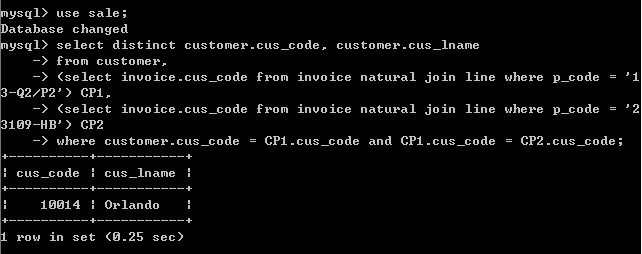 mysql> use sale;
Database changed
mysql> select distinct customer.cus_code, customer.cus_lname
    -> from customer,
    -> (select invoice.cus_code from invoice natural join line where p_code = '1
3-Q2/P2') CP1,
    -> (select invoice.cus_code from invoice natural join line where p_code = '2
3109-HB') CP2
    -> where customer.cus_code = CP1.cus_code and CP1.cus_code = CP2.cus_code;
+----------+-----------+
| cus_code | cus_lname |
+----------+-----------+
|    10014 | Orlando   |
+----------+-----------+
1 row in set (0.25 sec)